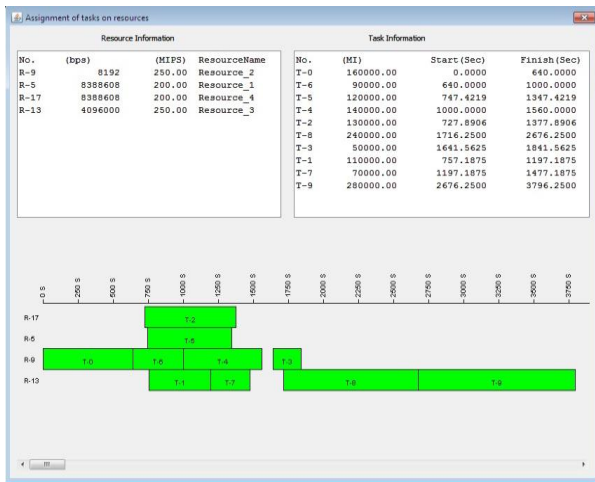 Assignment of tasks on resources
Resource Information
Task Information
No. (bps) (MIPS) ResourceName
R-9 8192 250.00 Resource_2
R-5 8388608 200.00 Resource_1
R-17 8388608 200.00 Resource_4
R-13 4096000 250.00 Resource_3
No. (MI) Start(Sec) Finish(Sec)
T-0 160000.00 0.0000 640.0000
T-6 90000.00 640.0000 1000.0000
T-5 120000.00 747.4219 1347.4219
T-4 140000.00 1000.0000 1560.0000
T-2 130000.00 727.8906 1377.8906
T-8 240000.00 1716.2500 2676.2500
T-3 50000.00 1641.5625 1841.5625
T-1 110000.00 757.1875 1197.1875
T-7 70000.00 1197.1875 1477.1875
T-9 280000.00 2676.2500 3796.2500
0 S 250 S 500 S 750 S 1000 S 1250 S 1500 S 1750 S 2000 S 2250 S 2500 S 2750 S 3000 S 3250 S 3500 S 3750 S
R-17 T-2
R-5 T-5
R-9 T-0 T-6 T-4 T-3
R-13 T-1 T-7 T-8 T-9